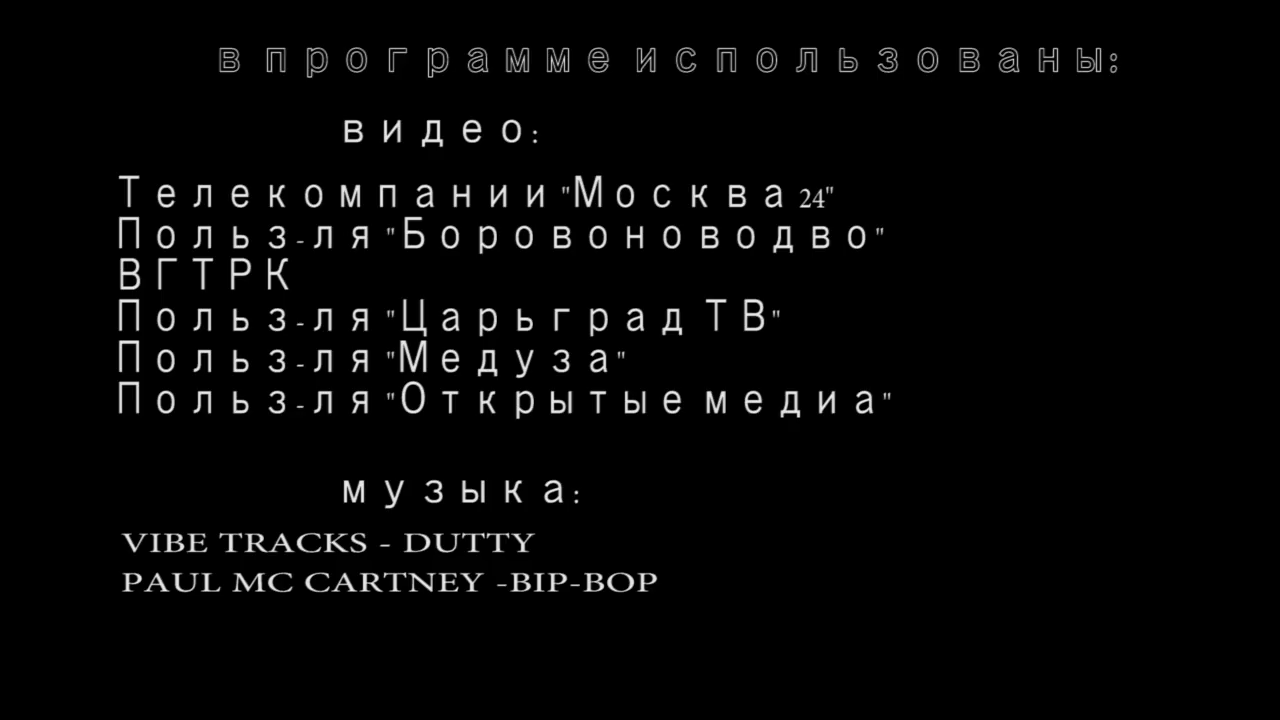 в программе использованы:
видео:
Телекомпании "Москва 24"
Польз-ля "Боровоноводво"
ВГТРК
Польз-ля "Царьград ТВ"
Польз-ля "Медуза"
Польз-ля "Открытые медиа"
музыка:
VIBE TRACKS - DUTTY
PAUL MC CARTNEY -BIP-BOP